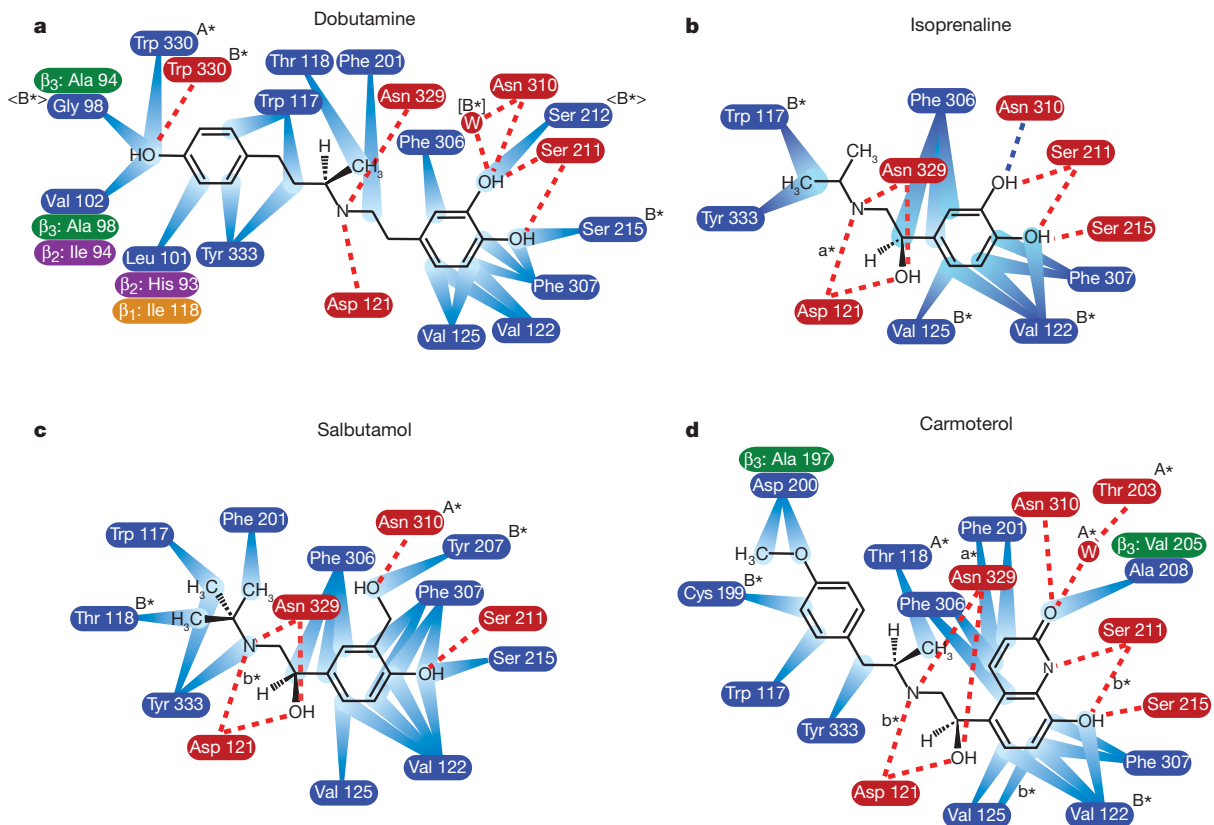 a
Dobutamine
Trp 330
A*
Trp 330
B*
β3: Ala 94
<B*>
Gly 98
HO
Val 102
β3: Ala 98
β2: Ile 94
Leu 101
β2: His 93
β1: Ile 118
Thr 118
Phe 201
Trp 117
Tyr 333
H
CH3
N
Asn 329
Asp 121
Phe 306
[B*]
W
Asn 310
Ser 212
<B*>
Ser 211
OH
OH
Ser 215
B*
Phe 307
Val 125
Val 122
b
Isoprenaline
Trp 117
B*
Phe 306
Asn 310
CH3
H3C
Asn 329
OH
Ser 211
Tyr 333
N
a*
H
OH
OH
Ser 215
Asp 121
Phe 307
Val 125
B*
Val 122
B*
c
Salbutamol
Trp 117
Phe 201
Phe 306
Asn 310
A*
Tyr 207
B*
H3C
CH3
HO
Phe 307
Thr 118
B*
H3C
Asn 329
Ser 211
N
OH
Ser 215
b*
H
Tyr 333
OH
Asp 121
Val 125
Val 122
d
Carmoterol
β3: Ala 197
Asp 200
Asn 310
Thr 203
A*
Phe 201
A*
W
H3C
O
Thr 118
A*
a*
Asn 329
β3: Val 205
Ala 208
Cys 199
B*
Phe 306
O
Ser 211
H
CH3
N
Trp 117
Tyr 333
N
b*
b*
OH
Ser 215
H
OH
Asp 121
Phe 307
Val 125
b*
Val 122
B*